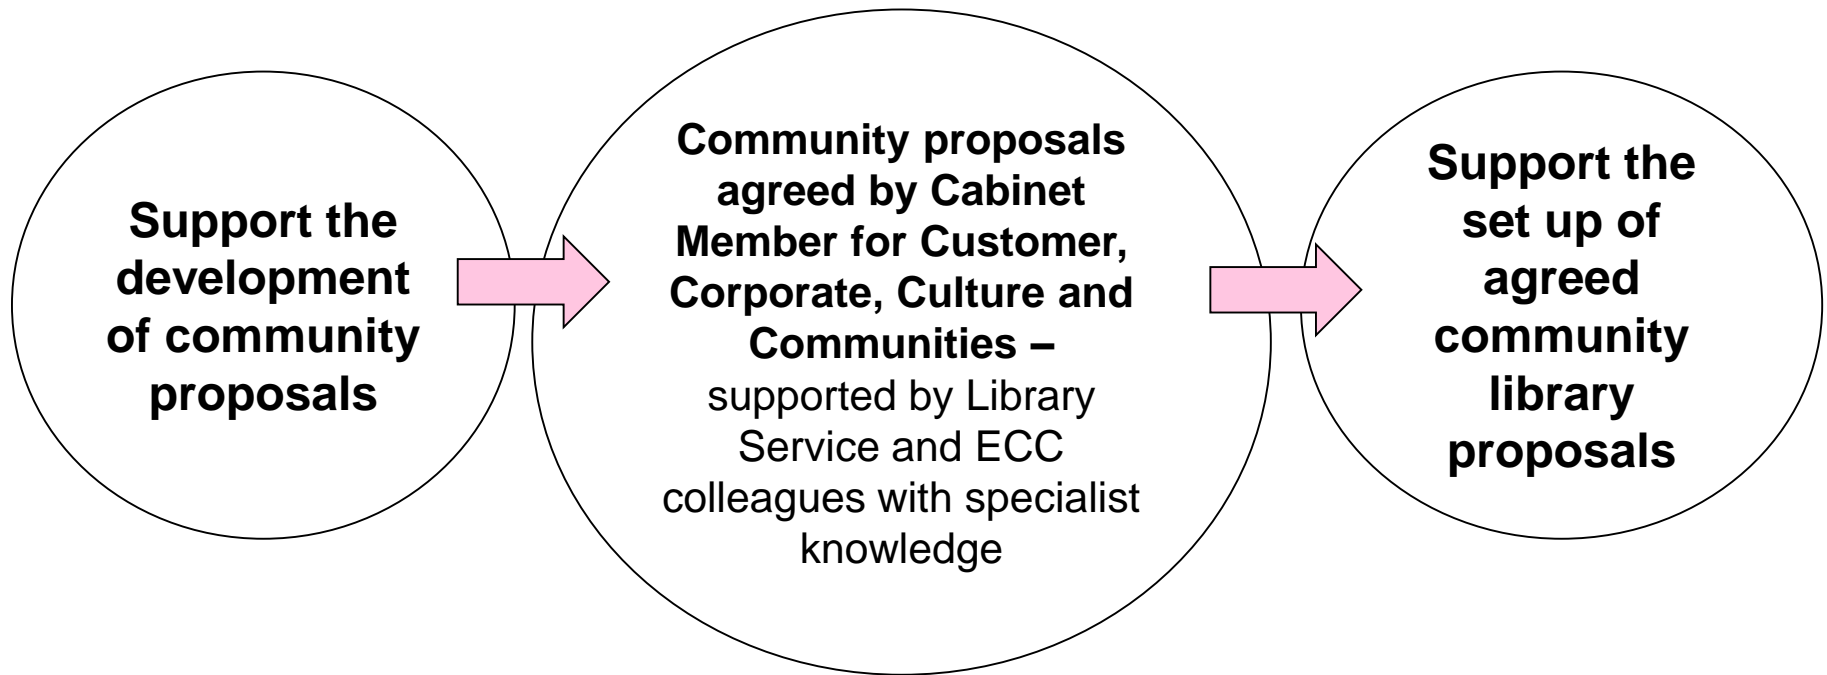 Support the
development
of community
proposals
Community proposals
agreed by Cabinet
Member for Customer,
Corporate, Culture and
Communities –
supported by Library
Service and ECC
colleagues with specialist
knowledge
Support the
set up of
agreed
community
library
proposals